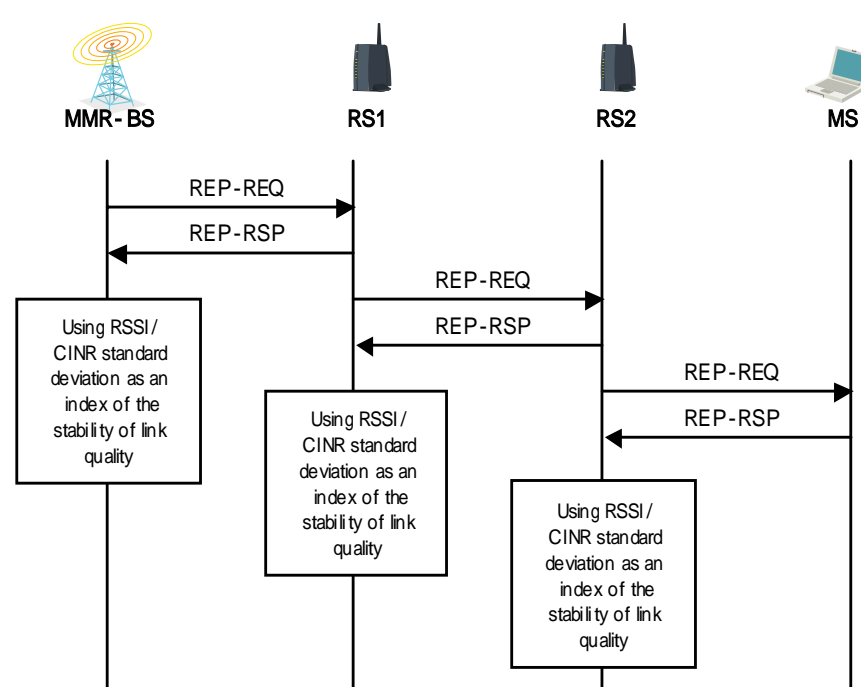 MMR-BS
RS1
RS2
MS
REP-REQ
REP-RSP
REP-REQ
REP-RSP
REP-REQ
REP-RSP
Using RSSI/
CINR standard
deviation as an
index of the
stability of link
quality
Using RSSI/
CINR standard
deviation as an
index of the
stability of link
quality
Using RSSI/
CINR standard
deviation as an
index of the
stability of link
quality